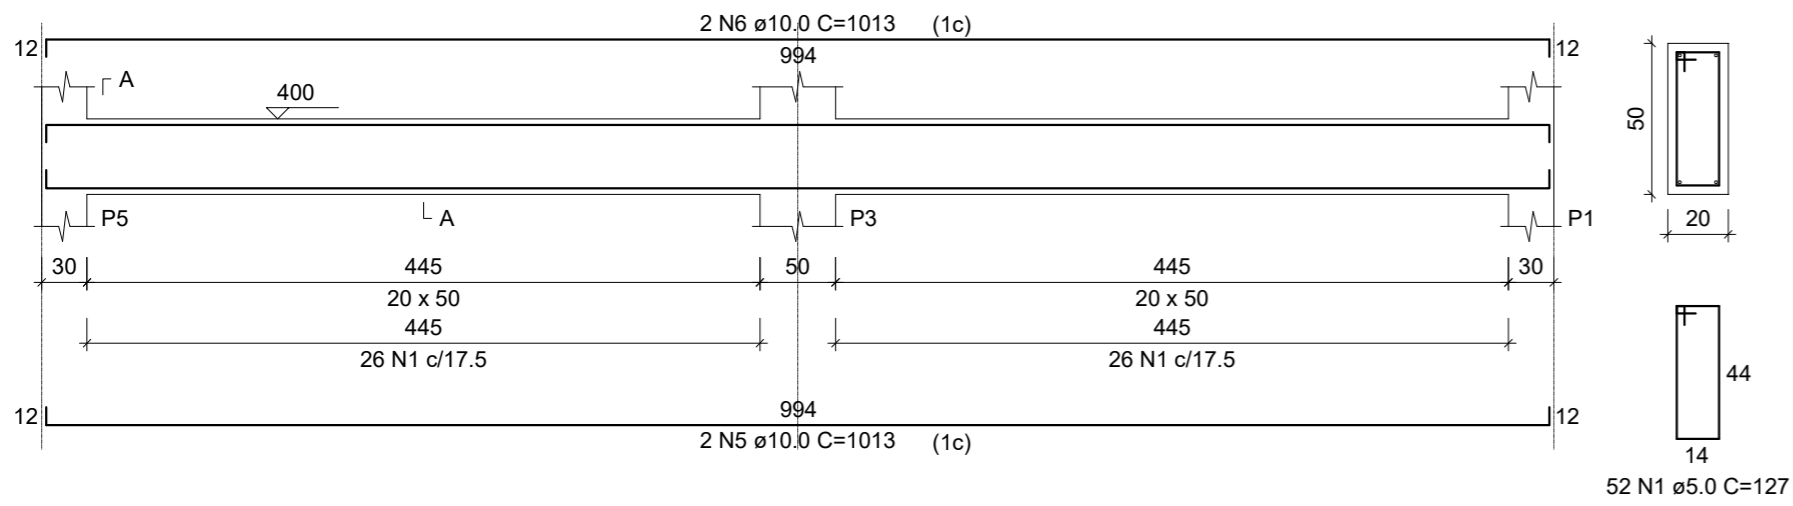 2 N6 ø10.0 C=1013 (1c)
12 994 12
A
400
50
P5 A P3 P1
20
30 445 50 445 30
20 x 50 20 x 50
445 445
26 N1 c/17.5 26 N1 c/17.5
44
12 994 12
2 N5 ø10.0 C=1013 (1c)
14
52 N1 ø5.0 C=127